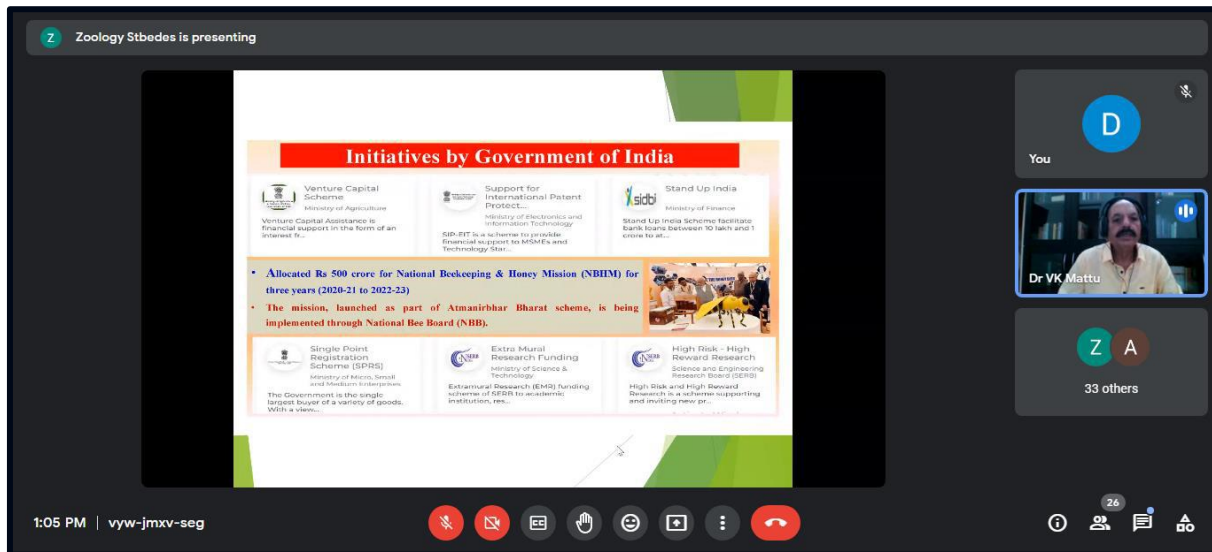 Z Zoology Stbedes is presenting
Initiatives by Government of India
Venture Capital
Scheme
Ministry of Agriculture
Venture Capital Assistance is
financial support in the form of an
interest fr...
Support for
International Patent
Protect...
Ministry of Electronics and
Information Technology
SIP-EIT is a scheme to provide
financial support to MSMEs and
Technology Star...
sidbi
Stand Up India
Ministry of Finance
Stand Up India Scheme facilitate
bank loans between 10 lakh and 1
crore to at...
• Allocated Rs 500 crore for National Beekeeping & Honey Mission (NBHM) for
three years (2020-21 to 2022-23)
• The mission, launched as part of Atmanirbhar Bharat scheme, is being
implemented through National Bee Board (NBB).
Single Point
Registration
Scheme (SPRS)
Ministry of Micro, Small
and Medium Enterprises
The Government is the single
largest buyer of a variety of goods.
With a view...
SERB
Extra Mural
Research Funding
Ministry of Science &
Technology
Extramural Research (EMR) funding
scheme of SERB to academic
institution, res...
SERB
High Risk - High
Reward Research
Science and Engineering
Research Board (SERB)
High Risk and High Reward
Research is a scheme supporting
and inviting new pr...
D
You
Dr VK Mattu
Z A
33 others
1:05 PM | vyw-jmxv-seg
CC
26